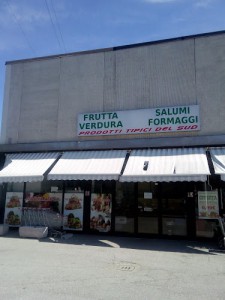 FRUTTA SALUMI
VERDURA FORMAGGI
PRODOTTI TIPICI DEL SUD